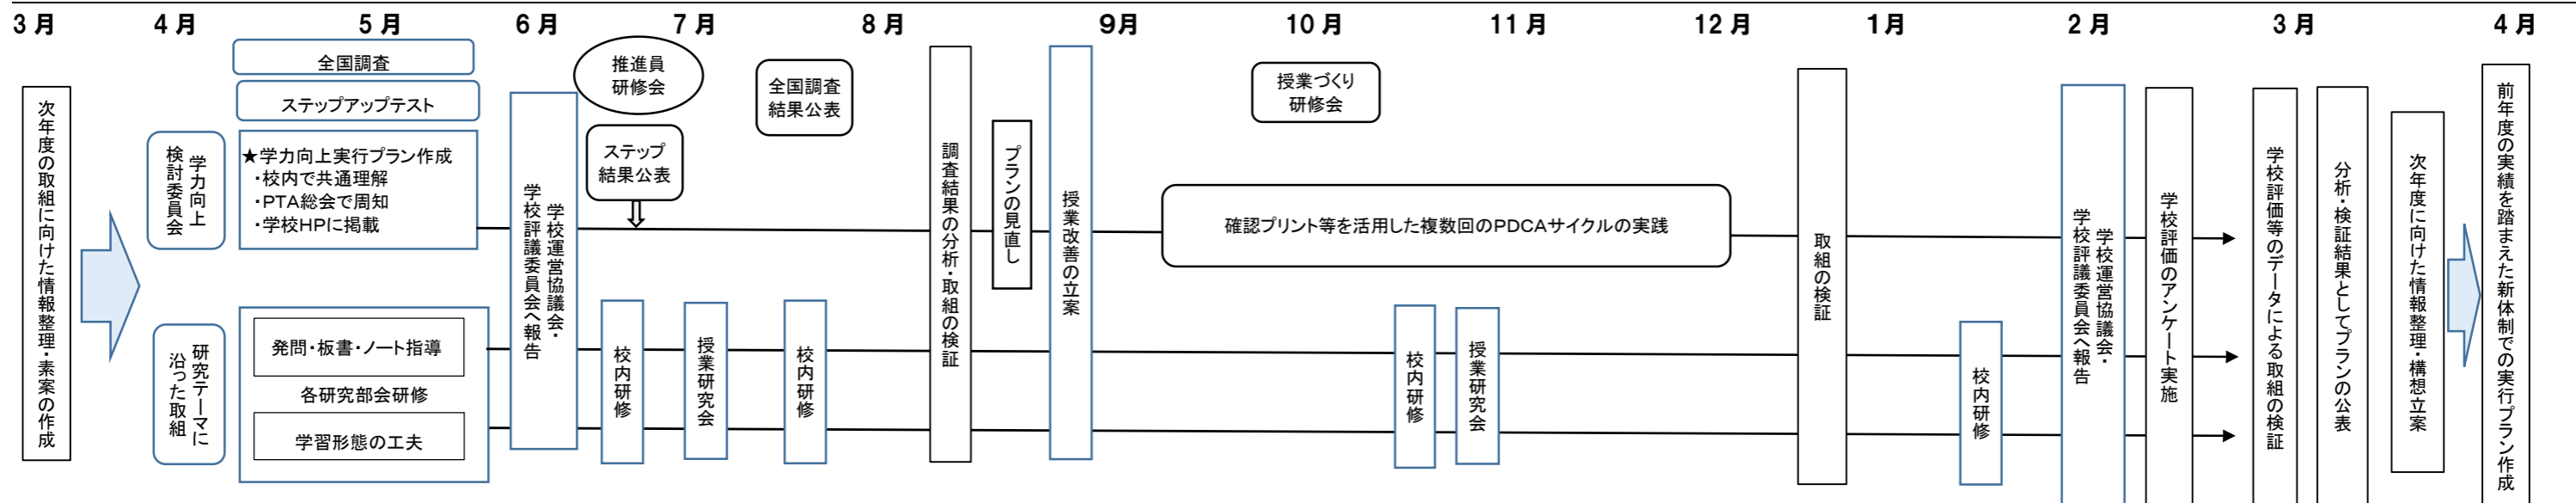 3月 4月 5月 6月 7月 8月 9月 10月 11月 12月 1月 2月 3月 4月
次年度の取組に向けた情報整理・素案の作成
学力向上
検討委員会
研究テーマに
沿った取組
全国調査
ステップアップテスト
★学力向上実行プラン作成
・校内で共通理解
・PTA総会で周知
・学校HPに掲載
発問・板書・ノート指導
各研究部会研修
学習形態の工夫
学校運営協議会・
学校評議委員会へ報告
推進員
研修会
ステップ
結果公表
校内研修
授業研究会
全国調査
結果公表
校内研修
調査結果の分析・取組の検証
プランの見直し
授業改善の立案
授業づくり
研修会
確認プリント等を活用した複数回のPDCAサイクルの実践
校内研修
授業研究会
取組の検証
校内研修
学校運営協議会・
学校評議委員会へ報告
学校評価のアンケート実施
学校評価等のデータによる取組の検証
分析・検証結果としてプランの公表
次年度に向けた情報整理・構想立案
前年度の実績を踏まえた新体制での実行プラン作成